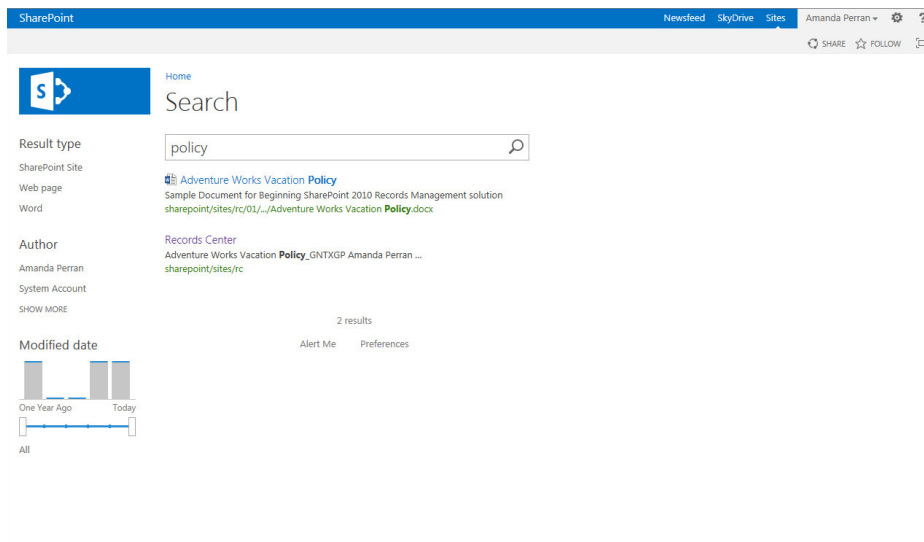 SharePoint
Newsfeed SkyDrive Sites Amanda Perran ?
SHARE FOLLOW
S
Home
Search
policy
Result type
SharePoint Site
Web page
Word
Author
Amanda Perran
System Account
SHOW MORE
Modified date
One Year Ago Today
All
Adventure Works Vacation Policy
Sample Document for Beginning SharePoint 2010 Records Management solution
sharepoint/sites/rc/01/.../Adventure Works Vacation Policy.docx
Records Center
Adventure Works Vacation Policy_GNTXGP Amanda Perran ...
sharepoint/sites/rc
2 results
Alert Me Preferences